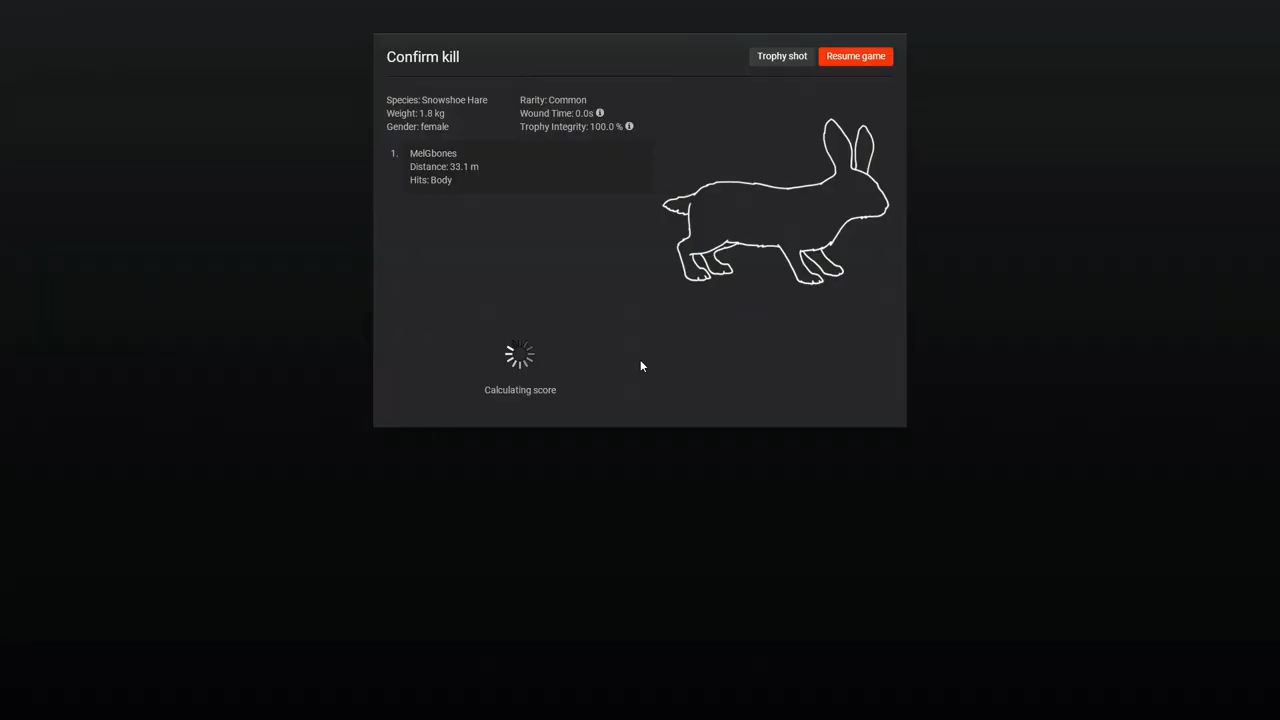 Confirm kill
Trophy shot
Resume game
Species: Snowshoe Hare
Rarity: Common
Weight: 1.8 kg
Wound Time: 0.0s
Gender: female
Trophy Integrity: 100.0 %
1. MelGbones
Distance: 33.1 m
Hits: Body
Calculating score